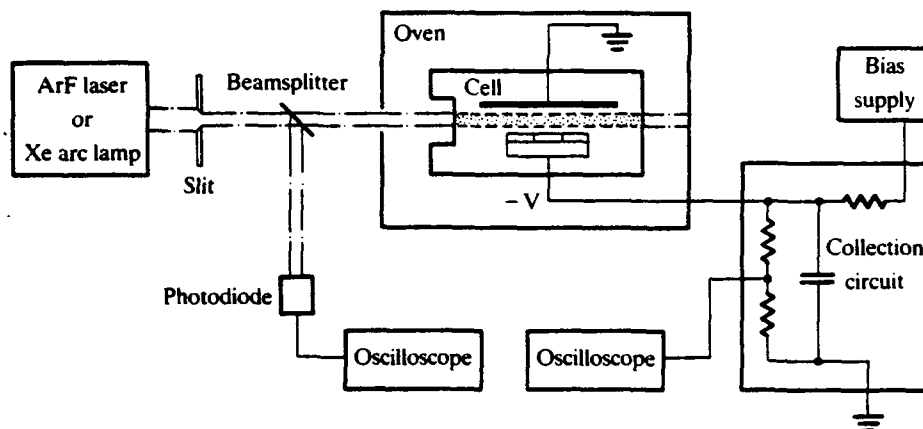 Oven
ArF laser
or
Xe arc lamp
Beamsplitter
Cell
Bias
supply
Slit
– V
Collection
circuit
Photodiode
Oscilloscope
Oscilloscope